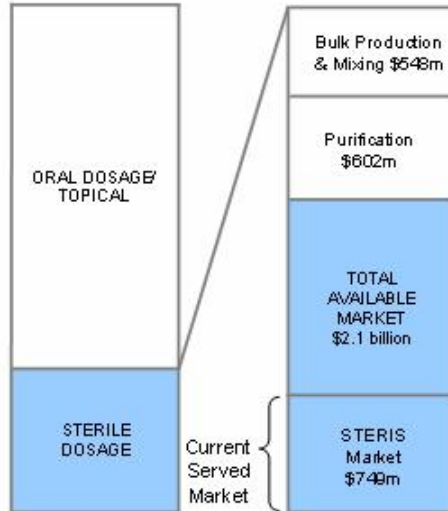 ORAL DOSAGE/
TOPICAL
STERILE
DOSAGE
Bulk Production
& Mixing $548m
Purification
$602m
TOTAL
AVAILABLE
MARKET
$2.1 billion
Current
Served
Market
STERIS
Market
$749m